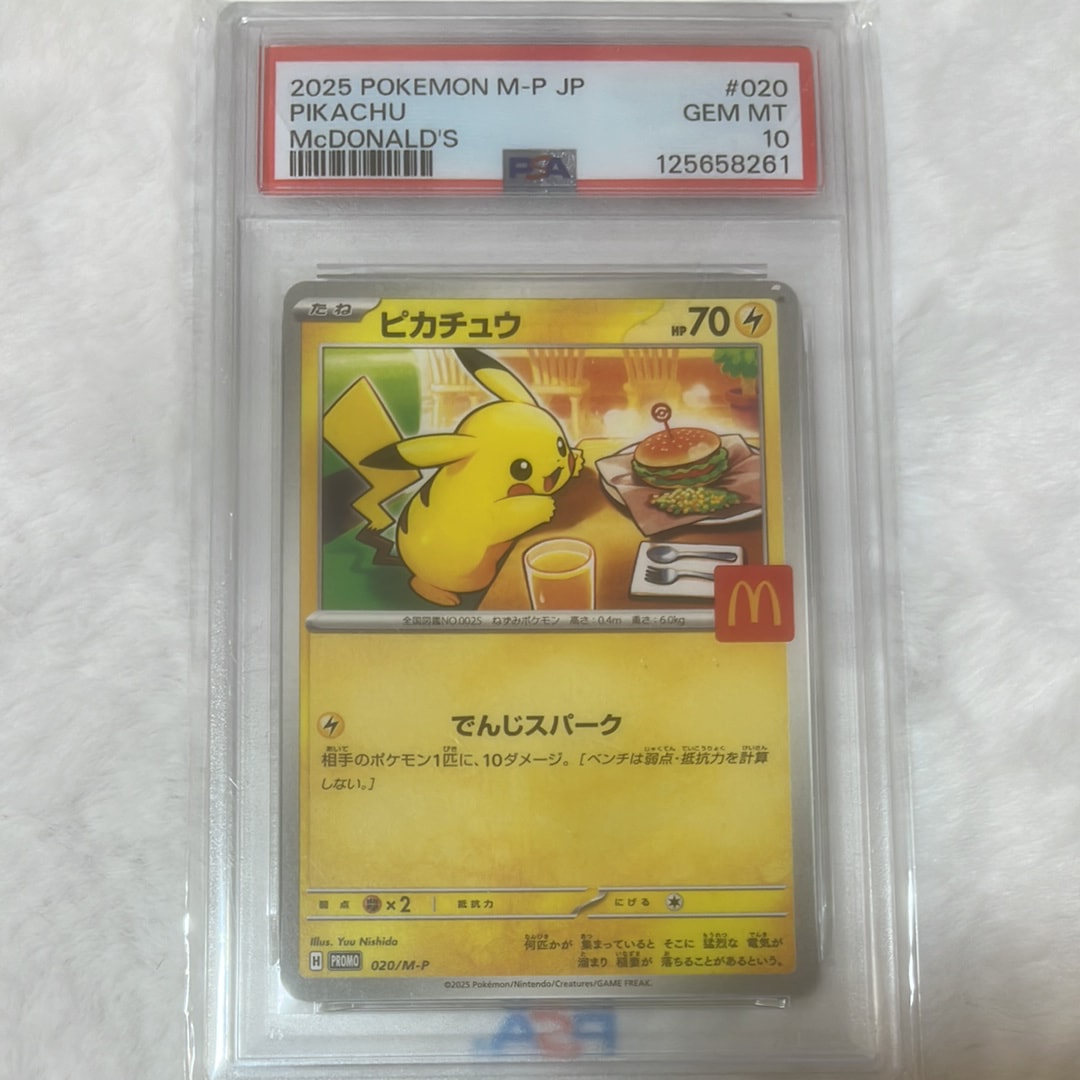 2025 POKEMON M-P JP #020
PIKACHU GEM MT
McDONALD'S 10
PSA 125658261
たね ピカチュウ HP70
M
全国図鑑NO.0025 ねずみポケモン 高さ:0.4m 重さ:6.0kg
でんじスパーク
相手のポケモン1匹に、10ダメージ。[ベンチは弱点・抵抗力を計算
しない。]
弱点 ×2 抵抗力 にげる
Illus. Yuu Nishida
何匹かが 集まっていると そこに 猛烈な 電気が
溜まり 稲妻が 落ちることがあるという。
H PROMO 020/M-P
©2025 Pokémon/Nintendo/Creatures/GAME FREAK.
PSA